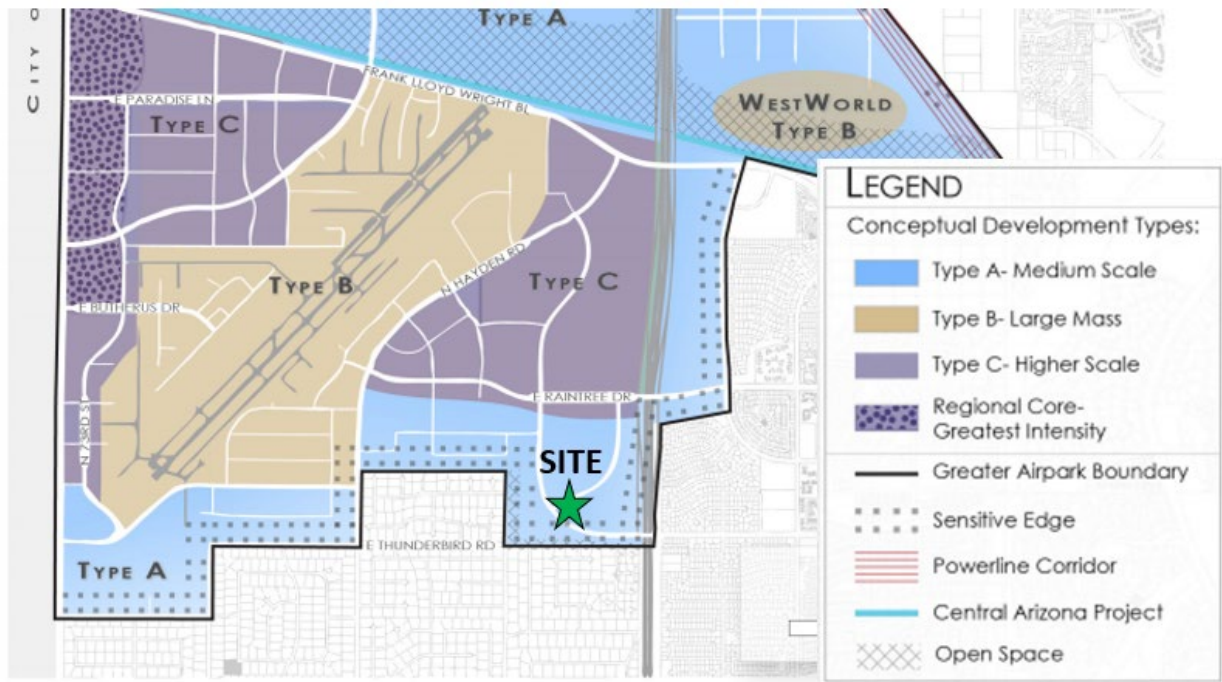 CITY O
TYPE A
FRANK LLOYD WRIGHT BL
E PARADISE LN
TYPE C
WESTWORLD
TYPE B
N HAYDEN RD
TYPE C
TYPE B
E BUTHERUS DR
E RAINTREE DR
N 73RD ST
SITE
E THUNDERBIRD RD
TYPE A
LEGEND
Conceptual Development Types:
Type A- Medium Scale
Type B- Large Mass
Type C- Higher Scale
Regional Core-
Greatest Intensity
Greater Airpark Boundary
Sensitive Edge
Powerline Corridor
Central Arizona Project
Open Space